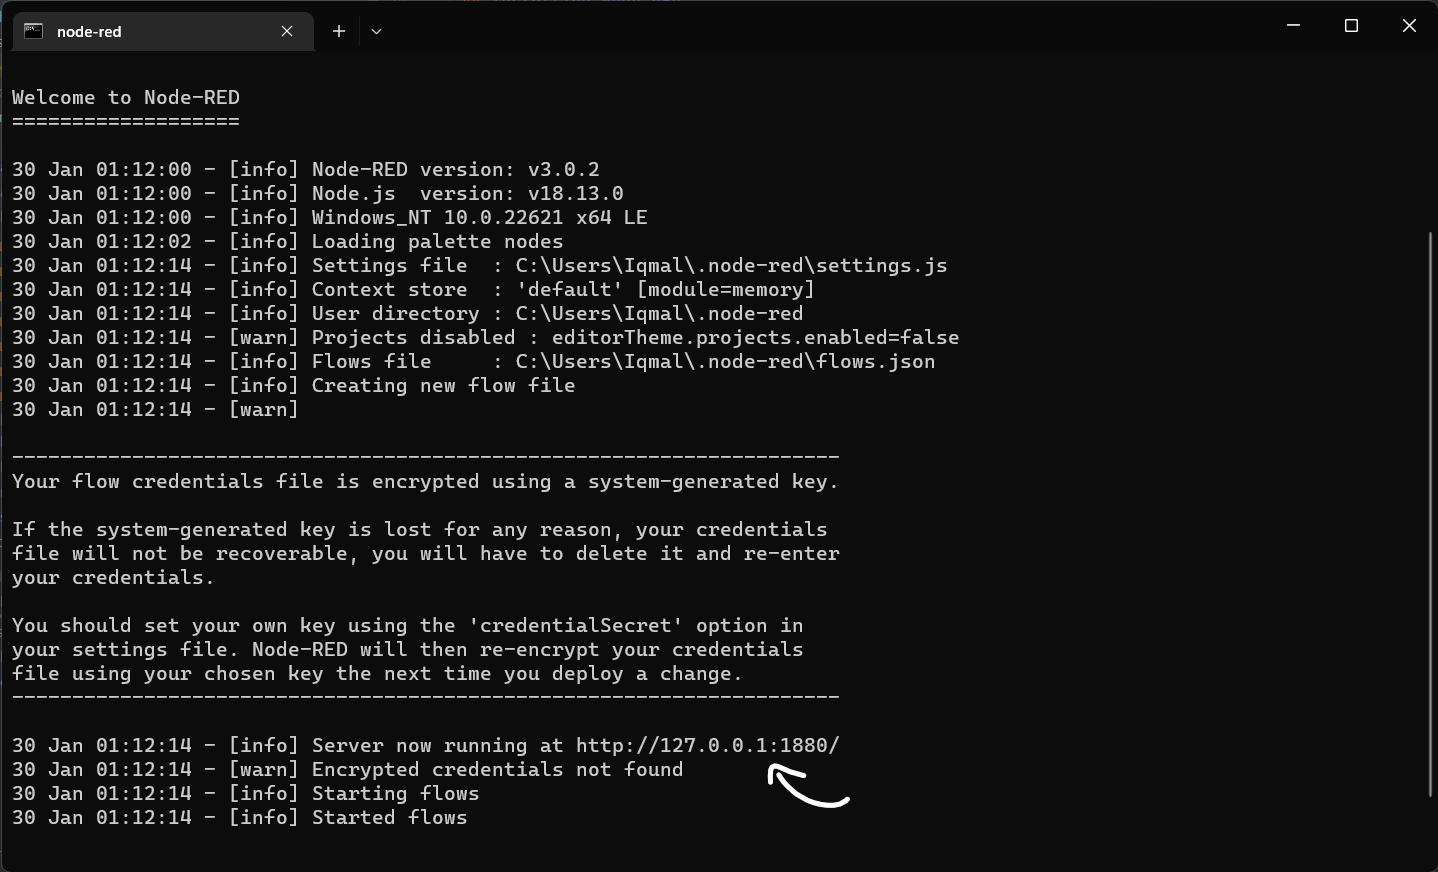 node-red
Welcome to Node-RED
===================
30 Jan 01:12:00 - [info] Node-RED version: v3.0.2
30 Jan 01:12:00 - [info] Node.js  version: v18.13.0
30 Jan 01:12:00 - [info] Windows_NT 10.0.22621 x64 LE
30 Jan 01:12:02 - [info] Loading palette nodes
30 Jan 01:12:14 - [info] Settings file  : C:\Users\Iqmal\.node-red\settings.js
30 Jan 01:12:14 - [info] Context store  : 'default' [module=memory]
30 Jan 01:12:14 - [info] User directory : C:\Users\Iqmal\.node-red
30 Jan 01:12:14 - [warn] Projects disabled : editorTheme.projects.enabled=false
30 Jan 01:12:14 - [info] Flows file     : C:\Users\Iqmal\.node-red\flows.json
30 Jan 01:12:14 - [info] Creating new flow file
30 Jan 01:12:14 - [warn]
---------------------------------------------------------------------
Your flow credentials file is encrypted using a system-generated key.
If the system-generated key is lost for any reason, your credentials
file will not be recoverable, you will have to delete it and re-enter
your credentials.
You should set your own key using the 'credentialSecret' option in
your settings file. Node-RED will then re-encrypt your credentials
file using your chosen key the next time you deploy a change.
---------------------------------------------------------------------
30 Jan 01:12:14 - [info] Server now running at http://127.0.0.1:1880/
30 Jan 01:12:14 - [warn] Encrypted credentials not found
30 Jan 01:12:14 - [info] Starting flows
30 Jan 01:12:14 - [info] Started flows